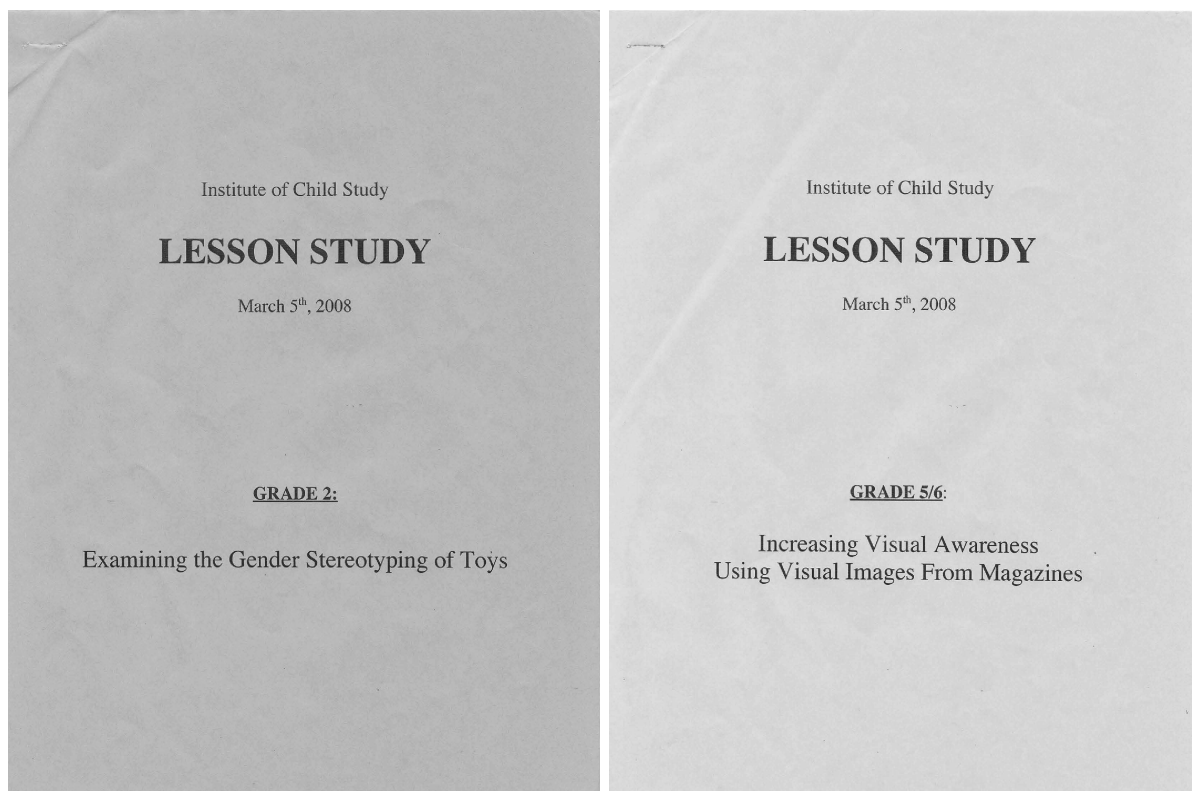 Institute of Child Study
LESSON STUDY
March 5th, 2008
GRADE 2:
Examining the Gender Stereotyping of Toys
Institute of Child Study
LESSON STUDY
March 5th, 2008
GRADE 5/6:
Increasing Visual Awareness
Using Visual Images From Magazines